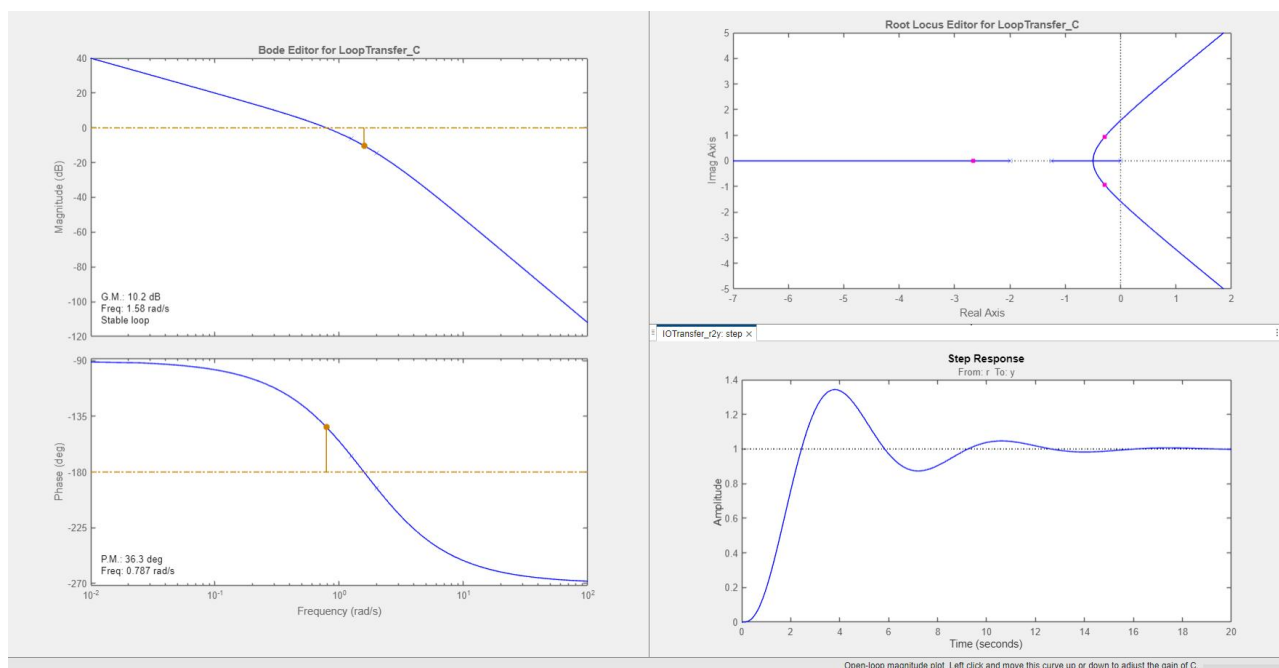 Bode Editor for LoopTransfer_C
40
20
0
-20
-40
-60
-80
-100
-120
Magnitude (dB)
G.M.: 10.2 dB
Freq: 1.58 rad/s
Stable loop
-90
-135
-180
-225
-270
Phase (deg)
P.M.: 36.3 deg
Freq: 0.787 rad/s
10-2 10-1 100 101 102
Frequency (rad/s)
Root Locus Editor for LoopTransfer_C
5
4
3
2
1
0
-1
-2
-3
-4
-5
Imag Axis
-7 -6 -5 -4 -3 -2 -1 0 1 2
Real Axis
IOTransfer_r2y: step ×
Step Response
From: r To: y
1.4
1.2
1
0.8
0.6
0.4
0.2
0
Amplitude
0 2 4 6 8 10 12 14 16 18 20
Time (seconds)
Open-loop magnitude plot. Left click and move this curve up or down to adjust the gain of C.